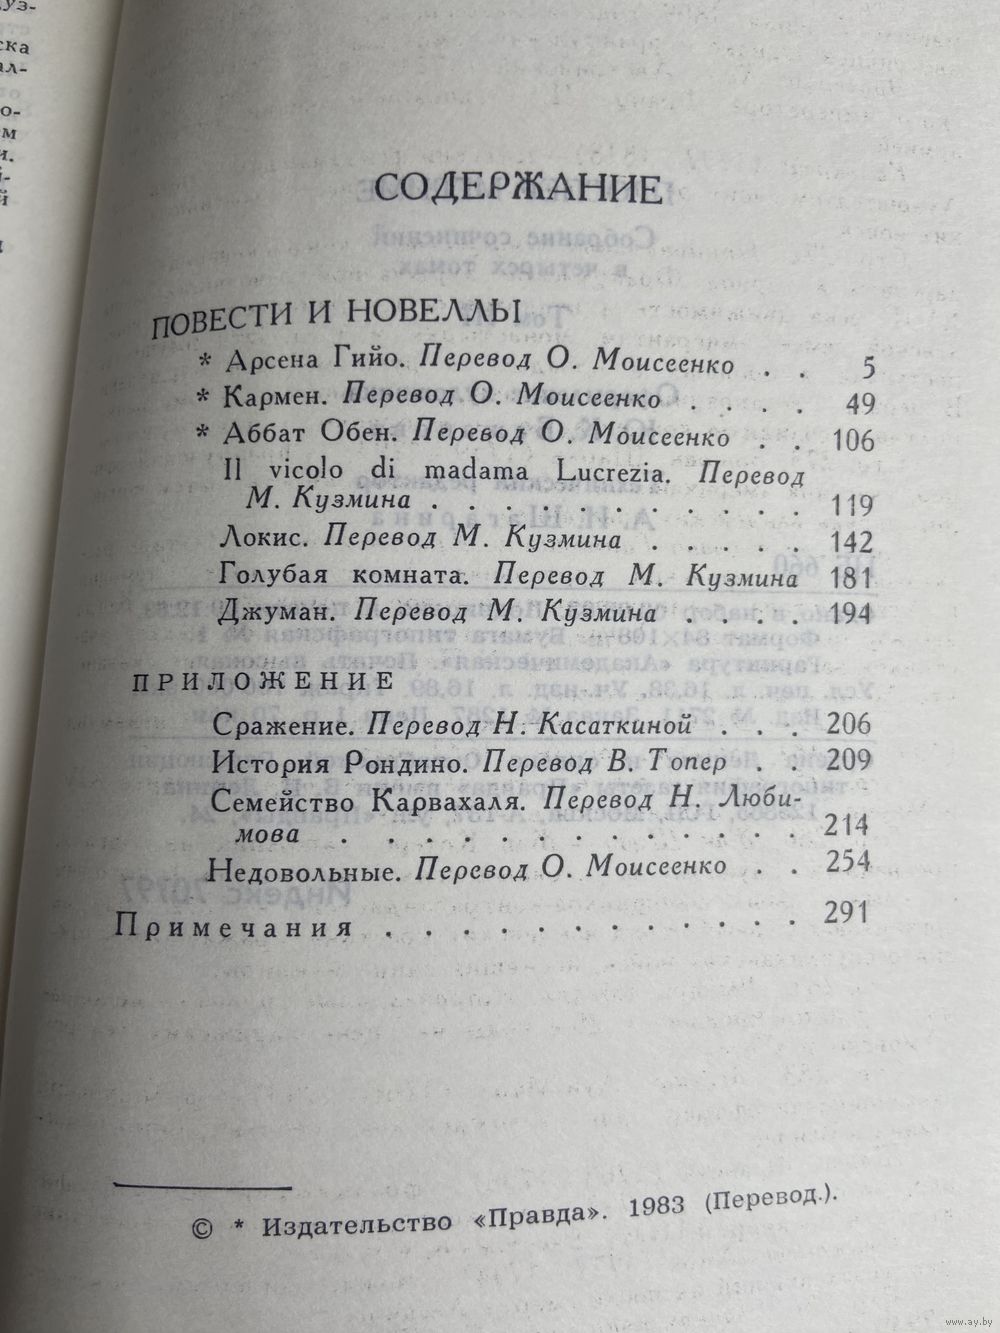 СОДЕРЖАНИЕ
ПОВЕСТИ И НОВЕЛЛЫ
* Арсена Гийо. Перевод О. Моисеенко . . 5
* Кармен. Перевод О. Моисеенко . . . . 49
* Аббат Обен. Перевод О. Моисеенко . . 106
Il vicolo di madama Lucrezia. Перевод
М. Кузмина . . . . . . . . . . 119
Локис. Перевод М. Кузмина . . . . . 142
Голубая комната. Перевод М. Кузмина 181
Джуман. Перевод М. Кузмина . . . . 194
ПРИЛОЖЕНИЕ
Сражение. Перевод Н. Касаткиной . . . 206
История Рондино. Перевод В. Топер . . 209
Семейство Карвахаля. Перевод Н. Люби-
мова . . . . . . . . . . . . 214
Недовольные. Перевод О. Моисеенко . . 254
Примечания . . . . . . . . . . . 291
© * Издательство «Правда». 1983 (Перевод.).
www.ay.by